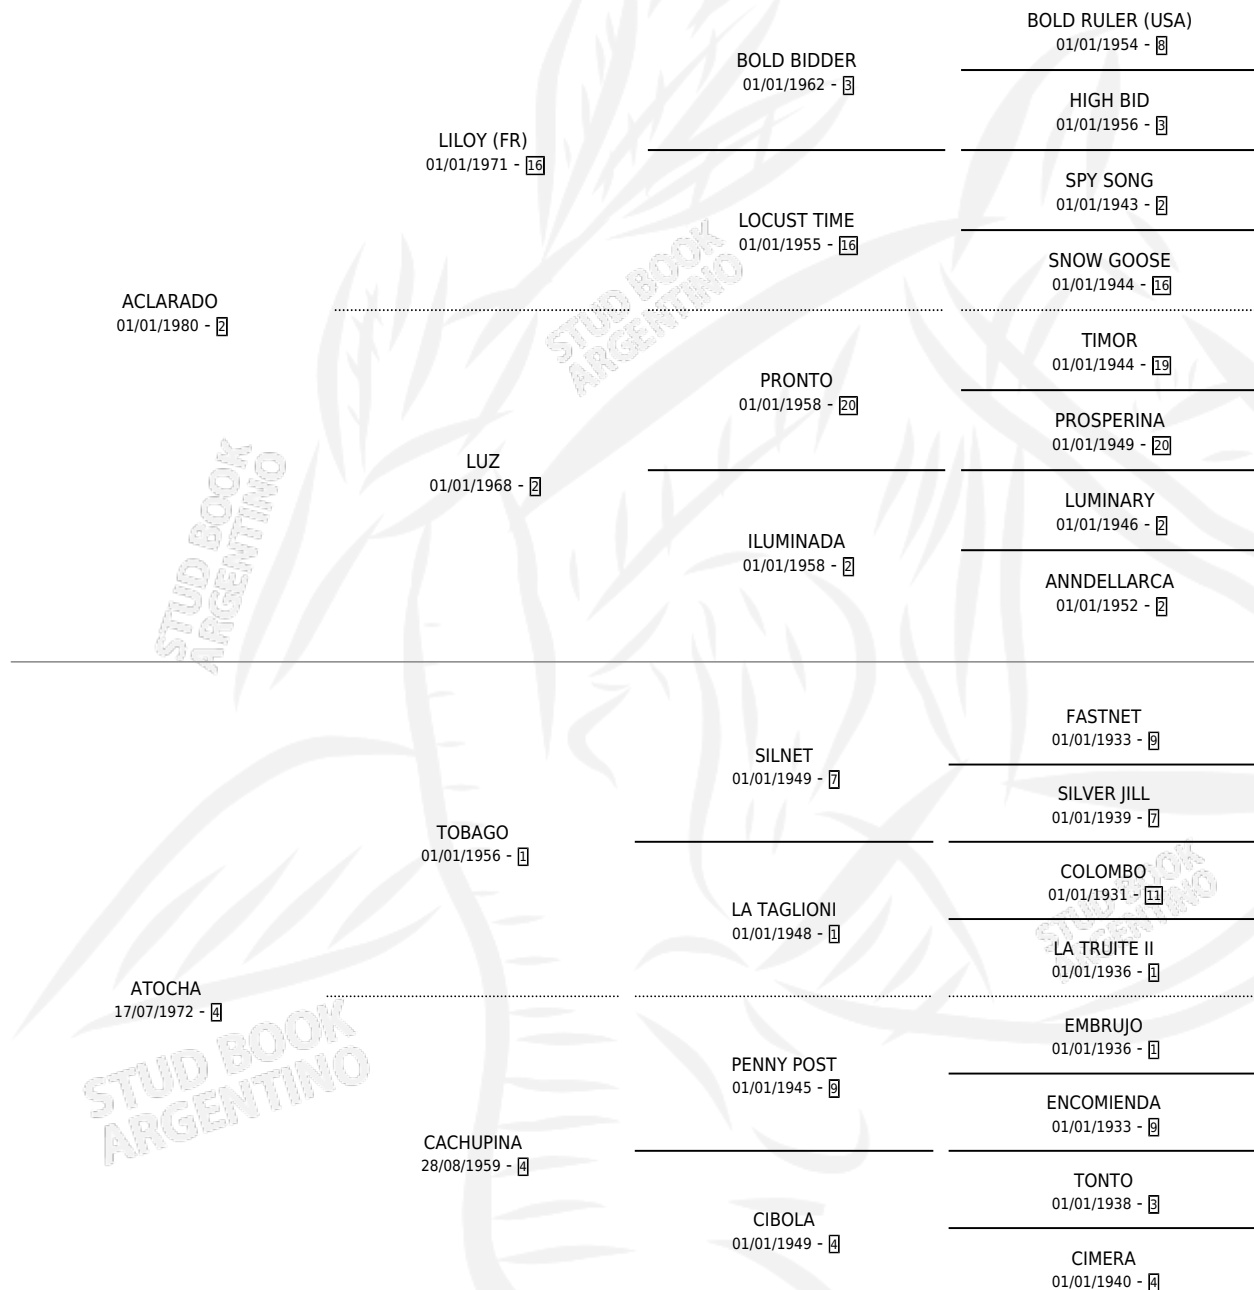 BOLD RULER (USA)
01/01/1954 - 8
BOLD BIDDER
01/01/1962 - 3
HIGH BID
01/01/1956 - 3
LILOY (FR)
01/01/1971 - 16
SPY SONG
01/01/1943 - 2
LOCUST TIME
01/01/1955 - 16
SNOW GOOSE
01/01/1944 - 16
ACLARADO
01/01/1980 - 2
TIMOR
01/01/1944 - 19
PRONTO
01/01/1958 - 20
PROSPERINA
01/01/1949 - 20
LUZ
01/01/1968 - 2
LUMINARY
01/01/1946 - 2
ILUMINADA
01/01/1958 - 2
ANNDELLARCA
01/01/1952 - 2
STUD BOOK
ARGENTINO
STUD BOOK
ARGENTINO
FASTNET
01/01/1933 - 9
SILNET
01/01/1949 - 7
SILVER JILL
01/01/1939 - 7
TOBAGO
01/01/1956 - 1
COLOMBO
01/01/1931 - 11
LA TAGLIONI
01/01/1948 - 1
LA TRUITE II
01/01/1936 - 1
ATOCHA
17/07/1972 - 4
EMBRUJO
01/01/1936 - 1
PENNY POST
01/01/1945 - 9
ENCOMIENDA
01/01/1933 - 9
CACHUPINA
28/08/1959 - 4
TONTO
01/01/1938 - 3
CIBOLA
01/01/1949 - 4
CIMERA
01/01/1940 - 4
STUD BOOK
ARGENTINO
STUD BOOK
ARGENTINO